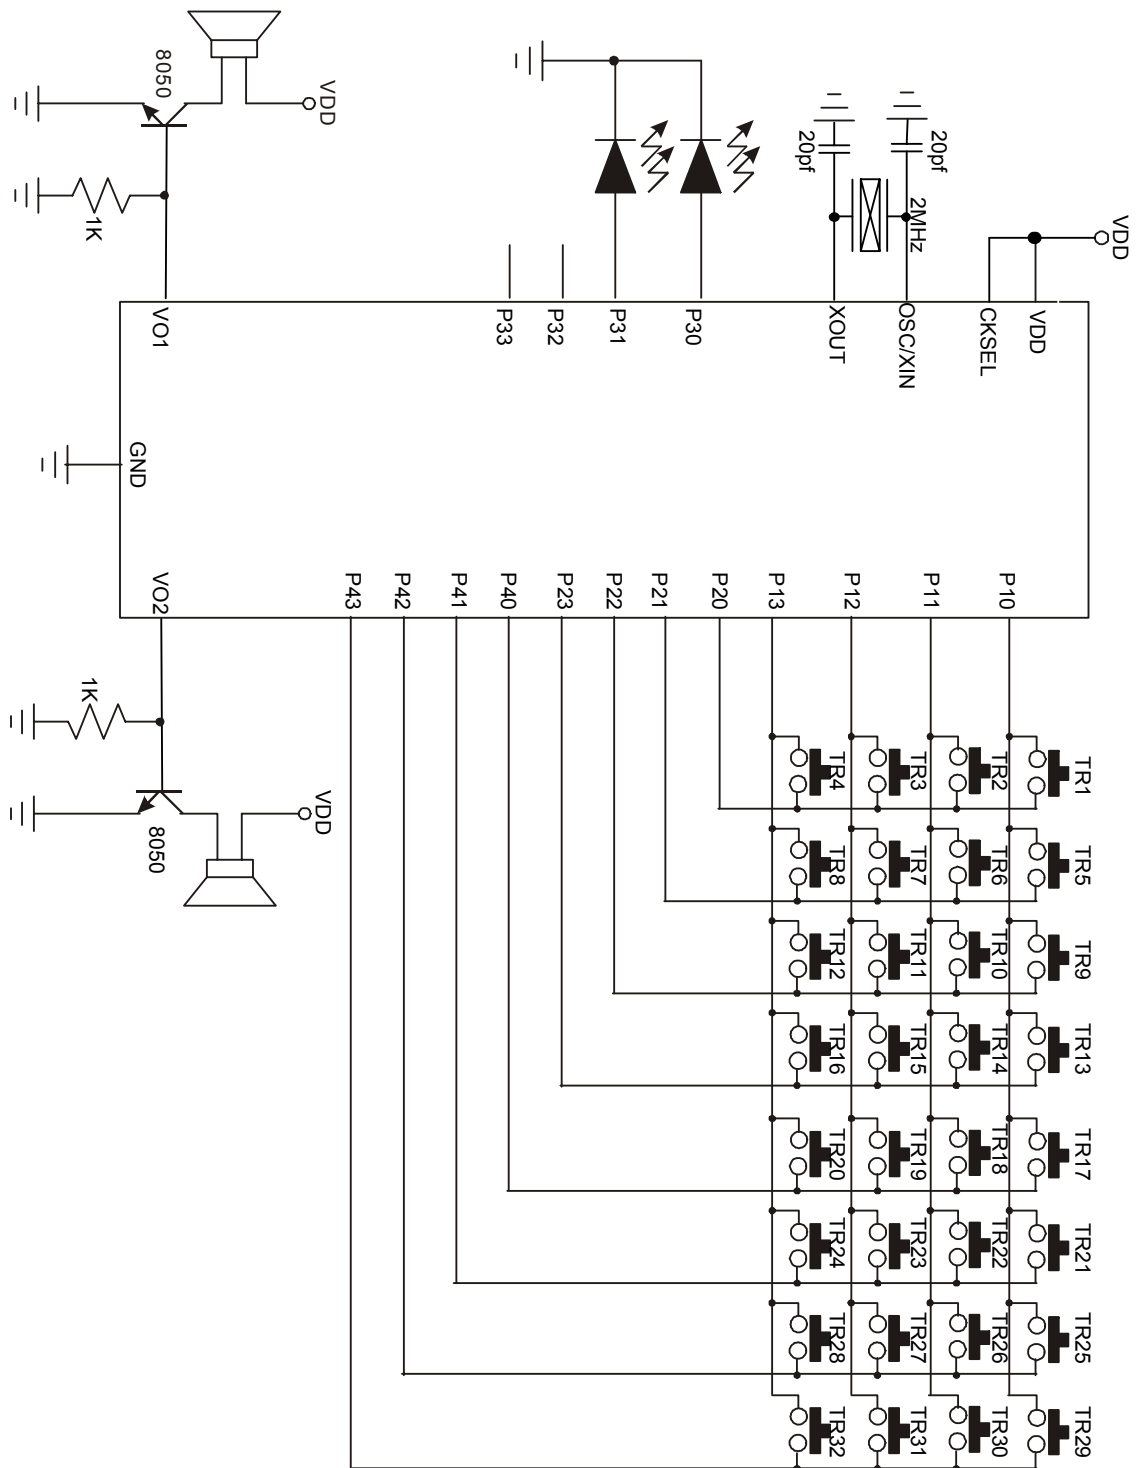 VDD
8050
1K
20pf
20pf
2MHz
VDD
VO1
P33
P32
P31
P30
XOUT
OSC/XIN
CKSEL
VDD
GND
VO2
P43
P42
P41
P40
P23
P22
P21
P20
P13
P12
P11
P10
1K
8050
VDD
TR4
TR3
TR2
TR1
TR8
TR7
TR6
TR5
TR12
TR11
TR10
TR9
TR16
TR15
TR14
TR13
TR20
TR19
TR18
TR17
TR24
TR23
TR22
TR21
TR28
TR27
TR26
TR25
TR32
TR31
TR30
TR29